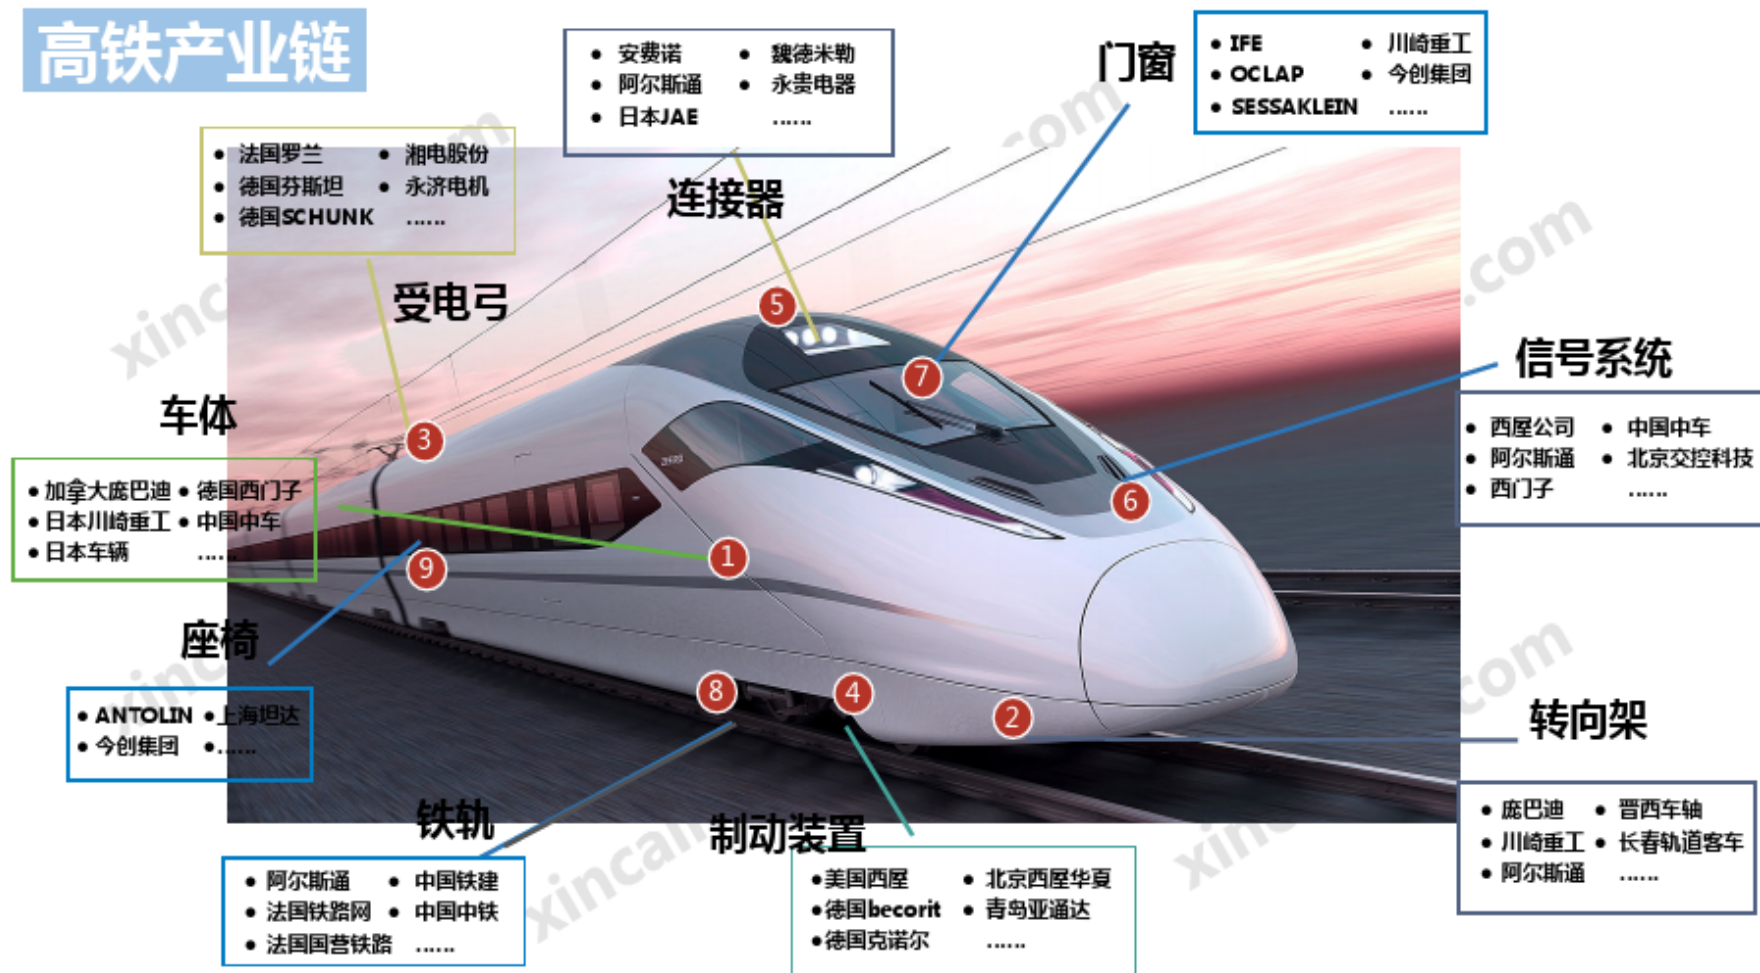 高铁产业链
● 安费诺 ● 魏德米勒
● 阿尔斯通 ● 永贵电器
● 日本JAE ……
连接器
门窗
● IFE ● 川崎重工
● OCLAP ● 今创集团
● SESSAKLEIN ……
● 法国罗兰 ● 湘电股份
● 德国芬斯坦 ● 永济电机
● 德国SCHUNK ……
受电弓
5
7
信号系统
● 西屋公司 ● 中国中车
● 阿尔斯通 ● 北京交控科技
● 西门子 ……
6
3
车体
● 加拿大庞巴迪 ● 德国西门子
● 日本川崎重工 ● 中国中车
● 日本车辆 ……
1
9
座椅
● ANTOLIN ● 上海坦达
● 今创集团 ● ……
8
4
2
转向架
● 庞巴迪 ● 晋西车轴
● 川崎重工 ● 长春轨道客车
● 阿尔斯通 ……
铁轨
● 阿尔斯通 ● 中国铁建
● 法国铁路网 ● 中国中铁
● 法国国营铁路 ……
制动装置
● 美国西屋 ● 北京西屋华夏
● 德国becorit ● 青岛亚通达
● 德国克诺尔 ……